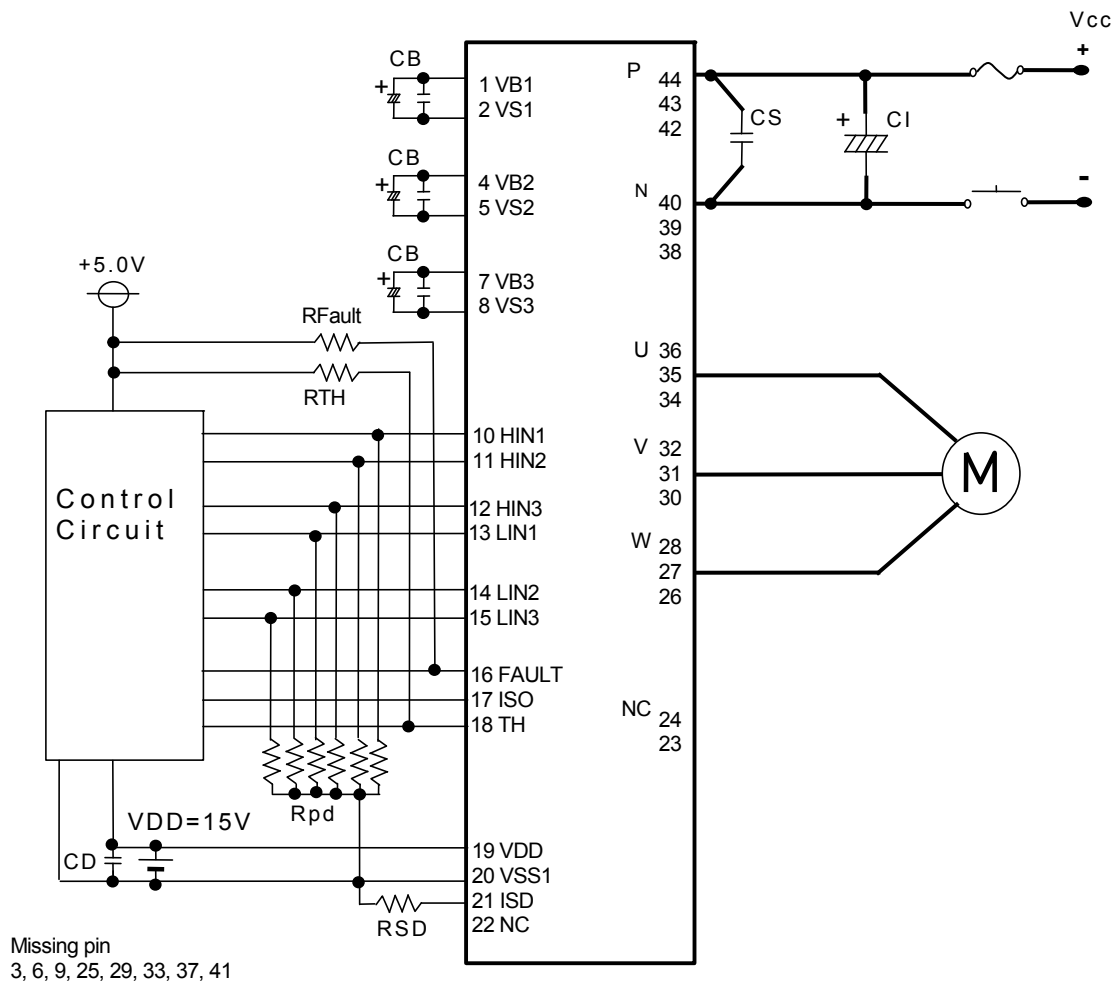 Vcc
+
-
CB
+
1 VB1
2 VS1
CB
+
4 VB2
5 VS2
CB
+
7 VB3
8 VS3
P 44
43
42
CS
+ CI
N 40
39
38
+5.0V
RFault
RTH
U 36
35
34
V 32
31
30
W 28
27
26
M
10 HIN1
11 HIN2
12 HIN3
13 LIN1
14 LIN2
15 LIN3
16 FAULT
17 ISO
18 TH
Control
Circuit
NC 24
23
Rpd
VDD=15V
CD
19 VDD
20 VSS1
21 ISD
22 NC
RSD
Missing pin
3, 6, 9, 25, 29, 33, 37, 41